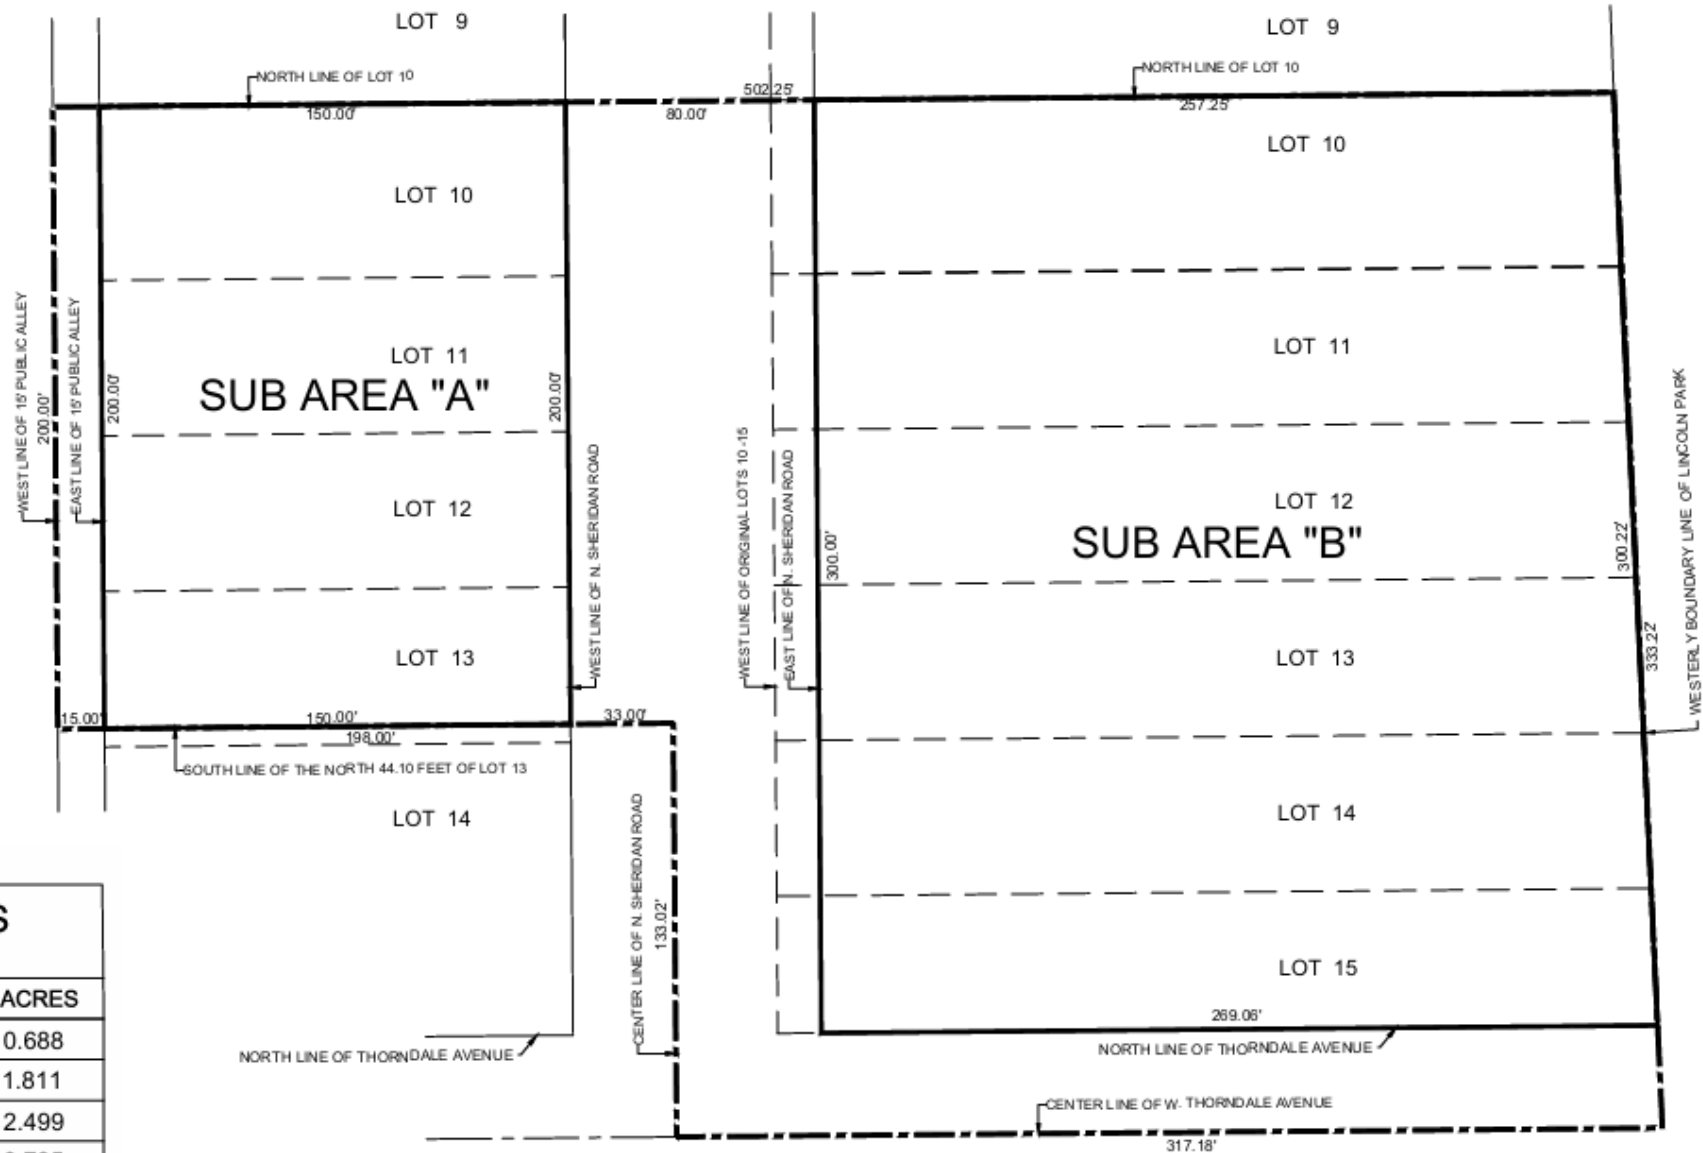 LOT 9
LOT 9
NORTH LINE OF LOT 10
NORTH LINE OF LOT 10
502.25'
150.00'
80.00'
257.25'
LOT 10
LOT 10
WEST LINE OF 15' PUBLIC ALLEY
200.00'
EAST LINE OF 15' PUBLIC ALLEY
200.00'
LOT 11
SUB AREA "A"
200.00'
LOT 12
LOT 13
WEST LINE OF N. SHERIDAN ROAD
WEST LINE OF ORIGINAL LOTS 10-15
EAST LINE OF N. SHERIDAN ROAD
300.00'
LOT 11
LOT 12
SUB AREA "B"
300.22'
333.22'
WESTERLY BOUNDARY LINE OF LINCOLN PARK
LOT 13
15.00'
150.00'
33.00'
198.00'
SOUTH LINE OF THE NORTH 44.10 FEET OF LOT 13
LOT 14
LOT 14
CENTER LINE OF N. SHERIDAN ROAD
133.02'
LOT 15
269.06'
NORTH LINE OF THORNDALE AVENUE
NORTH LINE OF THORNDALE AVENUE
CENTER LINE OF W. THORNDALE AVENUE
317.18'
S
ACRES
0.688
1.811
2.499